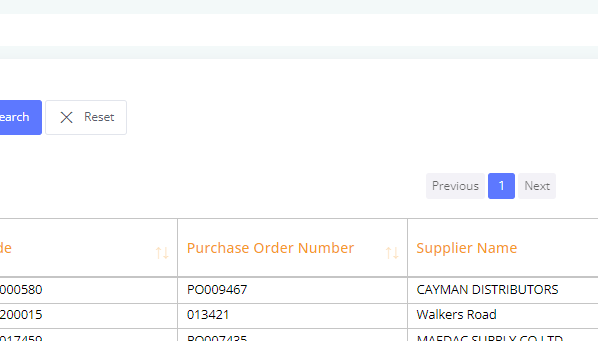 earch Reset
Previous 1 Next
de Purchase Order Number Supplier Name
000580 PO009467 CAYMAN DISTRIBUTORS
200015 013421 Walkers Road
017459 PO007435 MAEDAC SUPPLY CO LTD